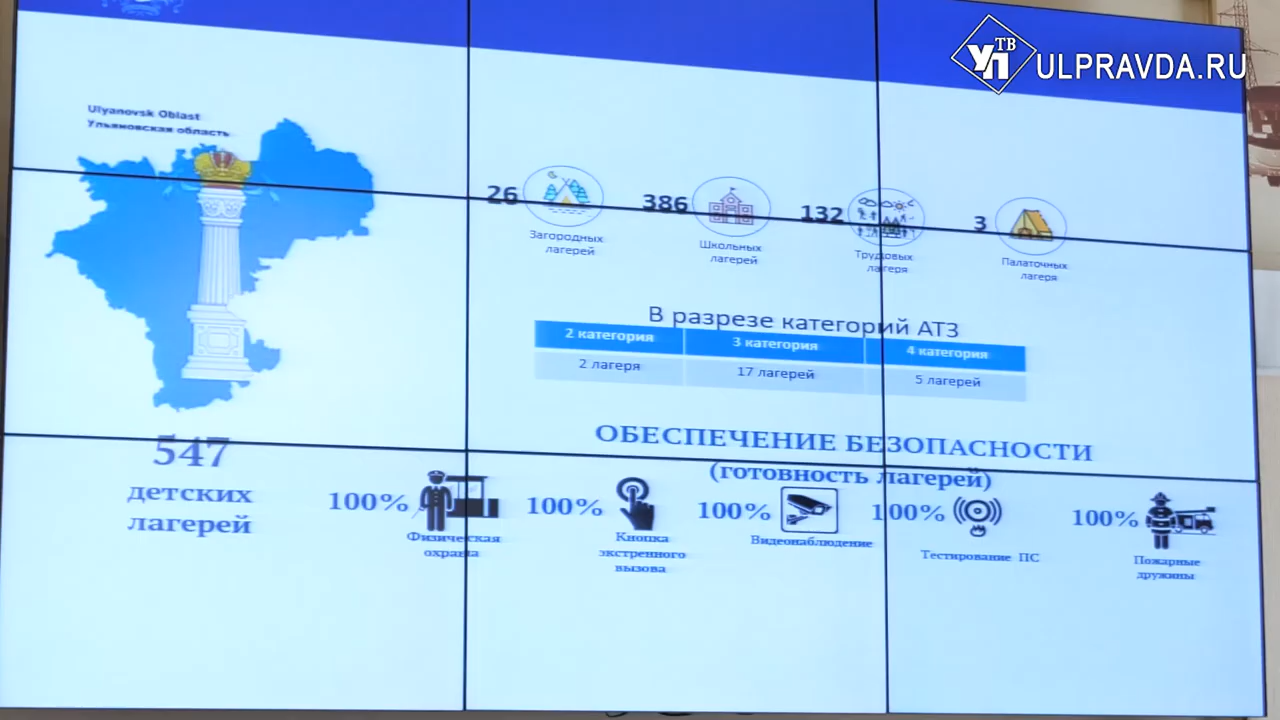 УП ТВ
ULPRAVDA.RU
Ulyanovsk Oblast
Ульяновская область
26
Загородных
лагерей
386
Школьных
лагерей
132
Трудовых
лагеря
3
Палаточных
лагеря
В разрезе категорий АТЗ
2 категория
3 категория
4 категория
2 лагеря
17 лагерей
5 лагерей
547
детских
лагерей
ОБЕСПЕЧЕНИЕ БЕЗОПАСНОСТИ
(готовность лагерей)
100%
Физическая
охрана
100%
Кнопка
экстренного
вызова
100%
Видеонаблюдение
100%
Тестирование ПС
100%
Пожарные
дружины